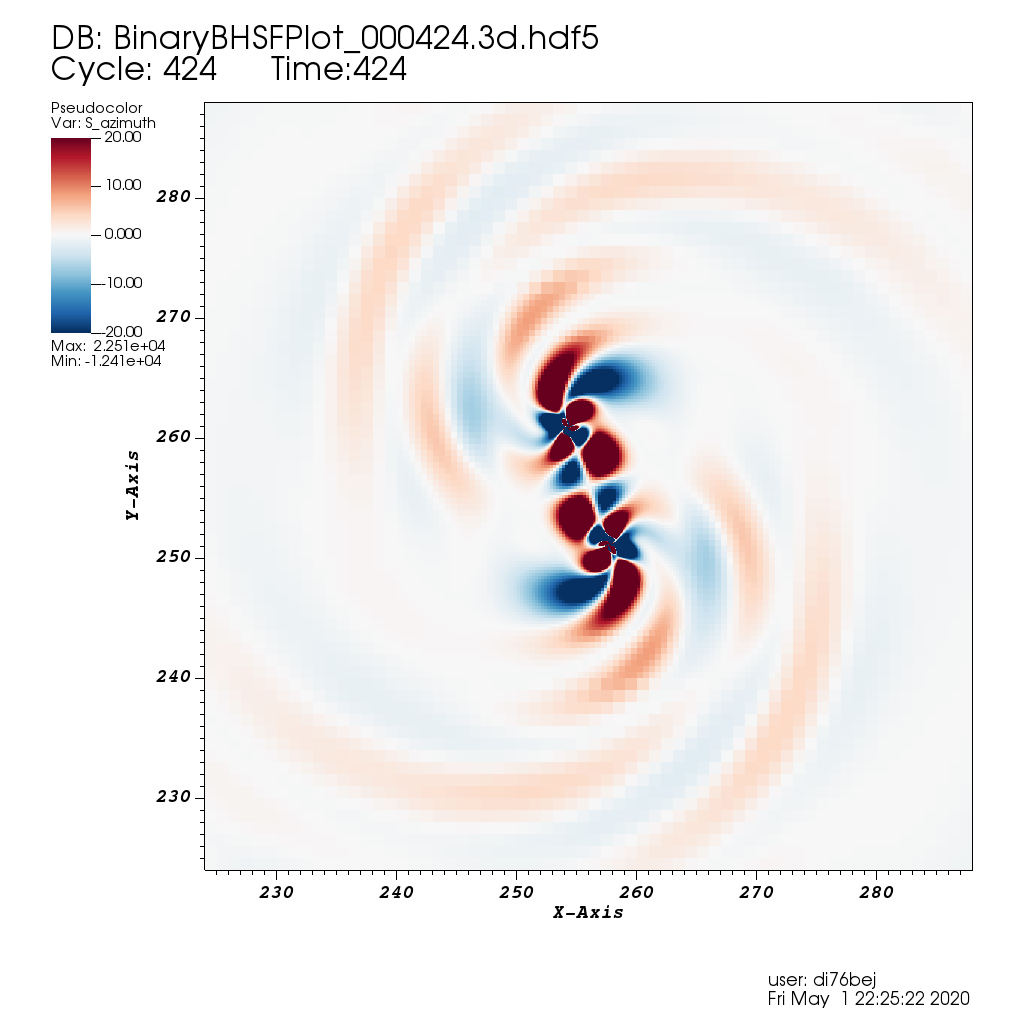 DB: BinaryBHSFPlot_000424.3d.hdf5
Cycle: 424 Time:424
Pseudocolor
Var: S_azimuth
20.00
10.00
0.000
-10.00
-20.00
Max: 2.251e+04
Min: -1.241e+04
280
270
260
250
240
230
Y-Axis
230 240 250 260 270 280
X-Axis
user: di76bej
Fri May 1 22:25:22 2020